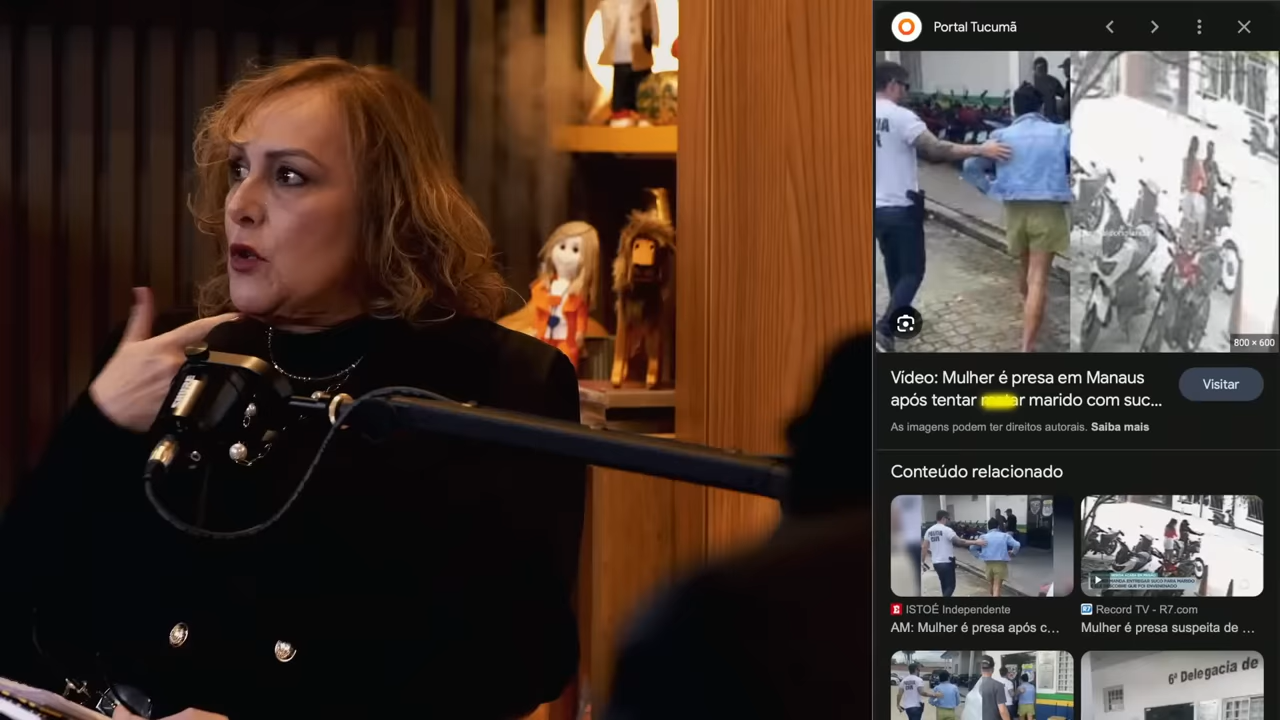 Portal Tucumã
800 × 600
Vídeo: Mulher é presa em Manaus
após tentar matar marido com suc...
Visitar
As imagens podem ter direitos autorais. Saiba mais
Conteúdo relacionado
ISTOÉ Independente
AM: Mulher é presa após c...
Record TV - R7.com
Mulher é presa suspeita de ...
6ª Delegacia de